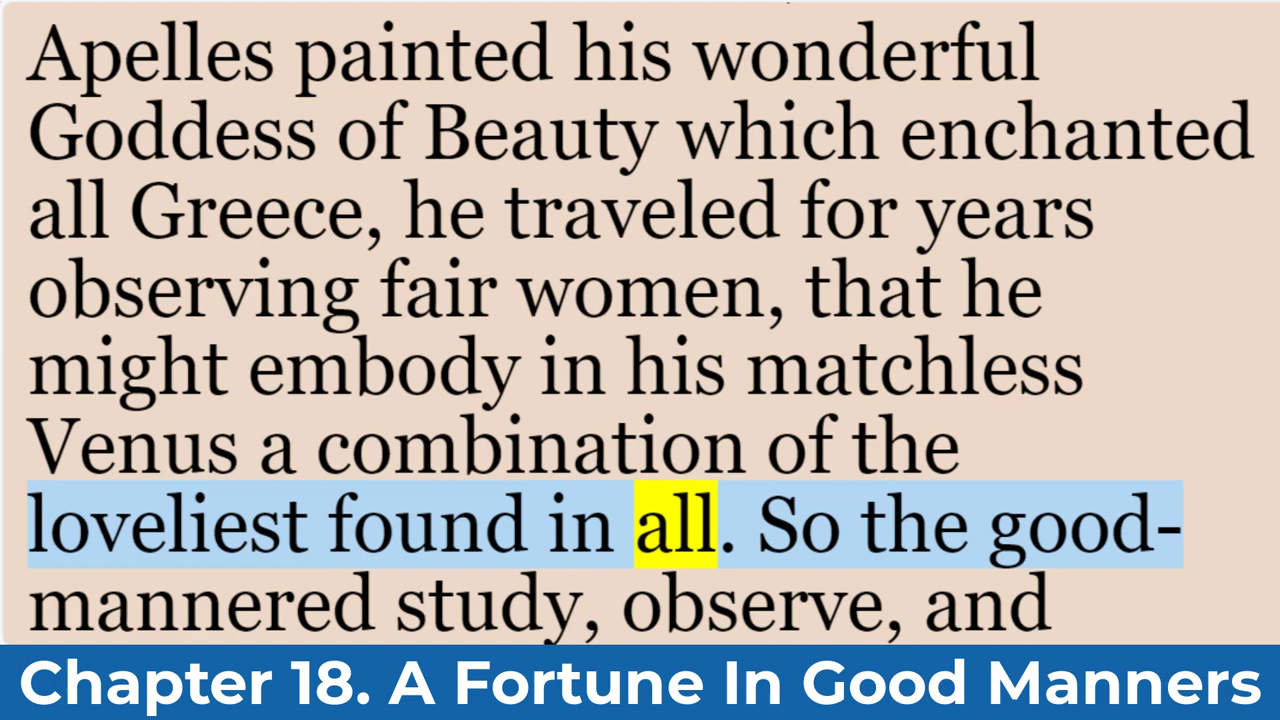 Apelles painted his wonderful
Goddess of Beauty which enchanted
all Greece, he traveled for years
observing fair women, that he
might embody in his matchless
Venus a combination of the
loveliest found in all. So the good-
mannered study, observe, and
Chapter 18. A Fortune In Good Manners